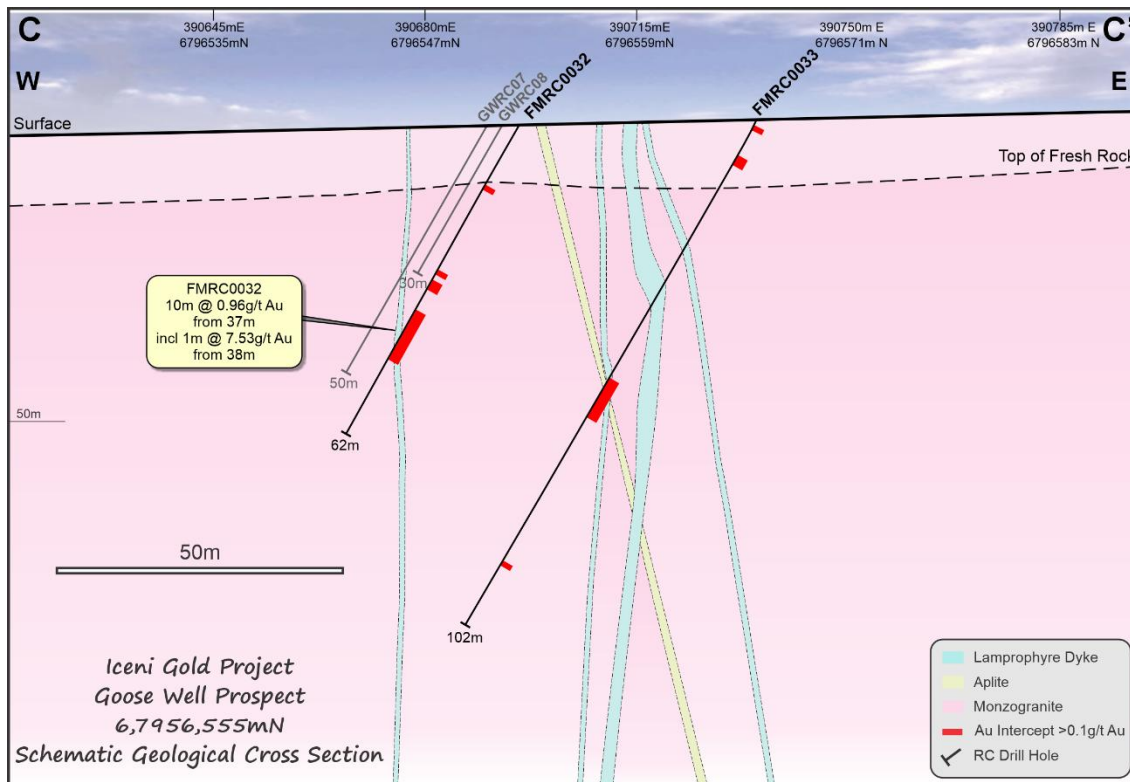 C
390645mE
6796535mN
390680mE
6796547mN
390715mE
6796559mN
390750m E
6796571m N
390785m E
6796583m N
C'
W
E
GWRC07
GWRC08
FMRC0032
FMRC0033
Surface
Top of Fresh Rock
FMRC0032
10m @ 0.96g/t Au
from 37m
incl 1m @ 7.53g/t Au
from 38m
30m
50m
62m
50m
102m
50m
Iceni Gold Project
Goose Well Prospect
6,7956,555mN
Schematic Geological Cross Section
Lamprophyre Dyke
Aplite
Monzogranite
Au Intercept >0.1g/t Au
RC Drill Hole